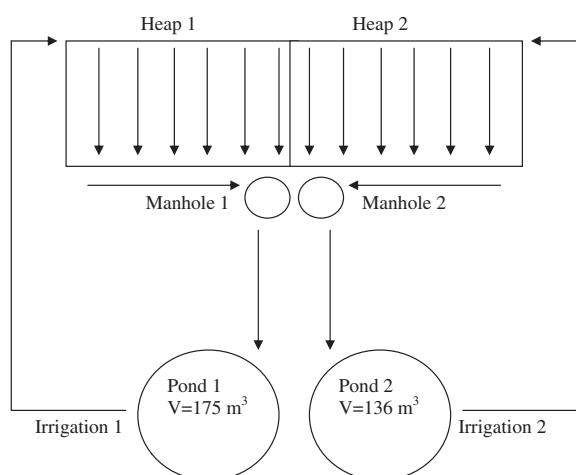 Heap 1
Heap 2
Manhole 1
Manhole 2
Pond 1
V=175 m³
Pond 2
V=136 m³
Irrigation 1
Irrigation 2